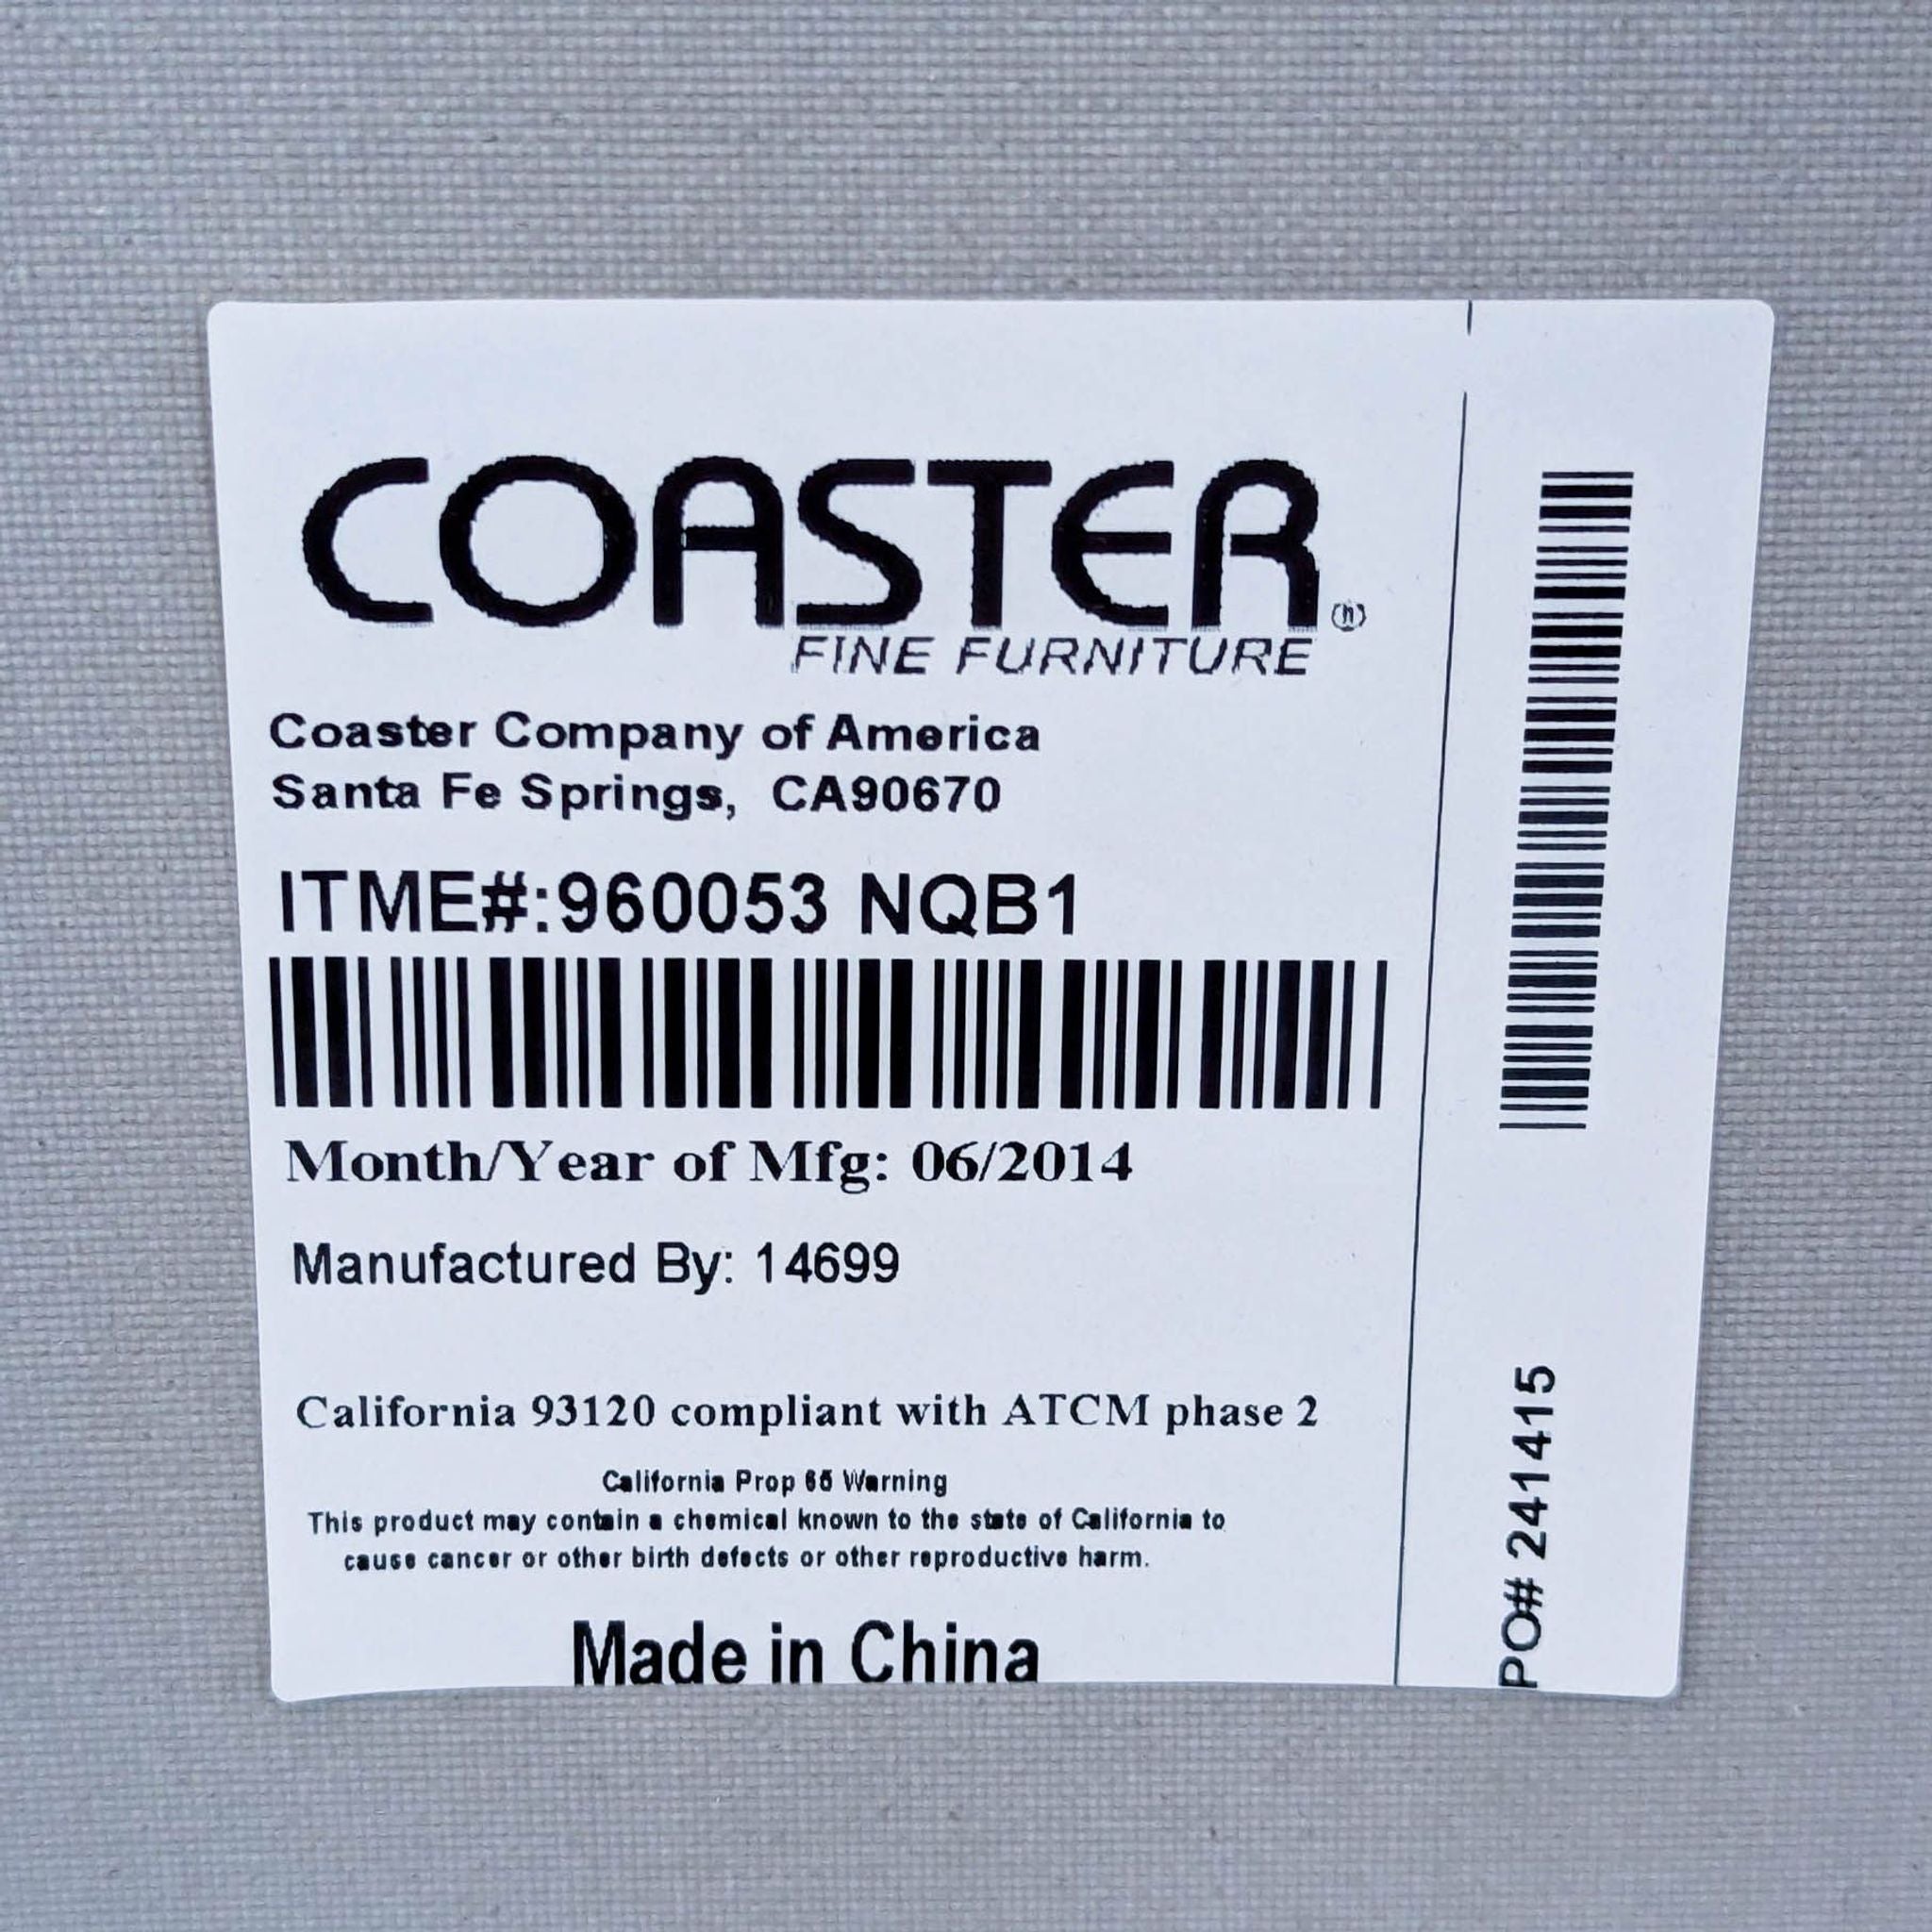 COASTER®
FINE FURNITURE
Coaster Company of America
Santa Fe Springs, CA90670
ITME#:960053 NQB1
Month/Year of Mfg: 06/2014
Manufactured By: 14699
California 93120 compliant with ATCM phase 2
California Prop 65 Warning
This product may contain a chemical known to the state of California to
cause cancer or other birth defects or other reproductive harm.
Made in China
PO# 241415